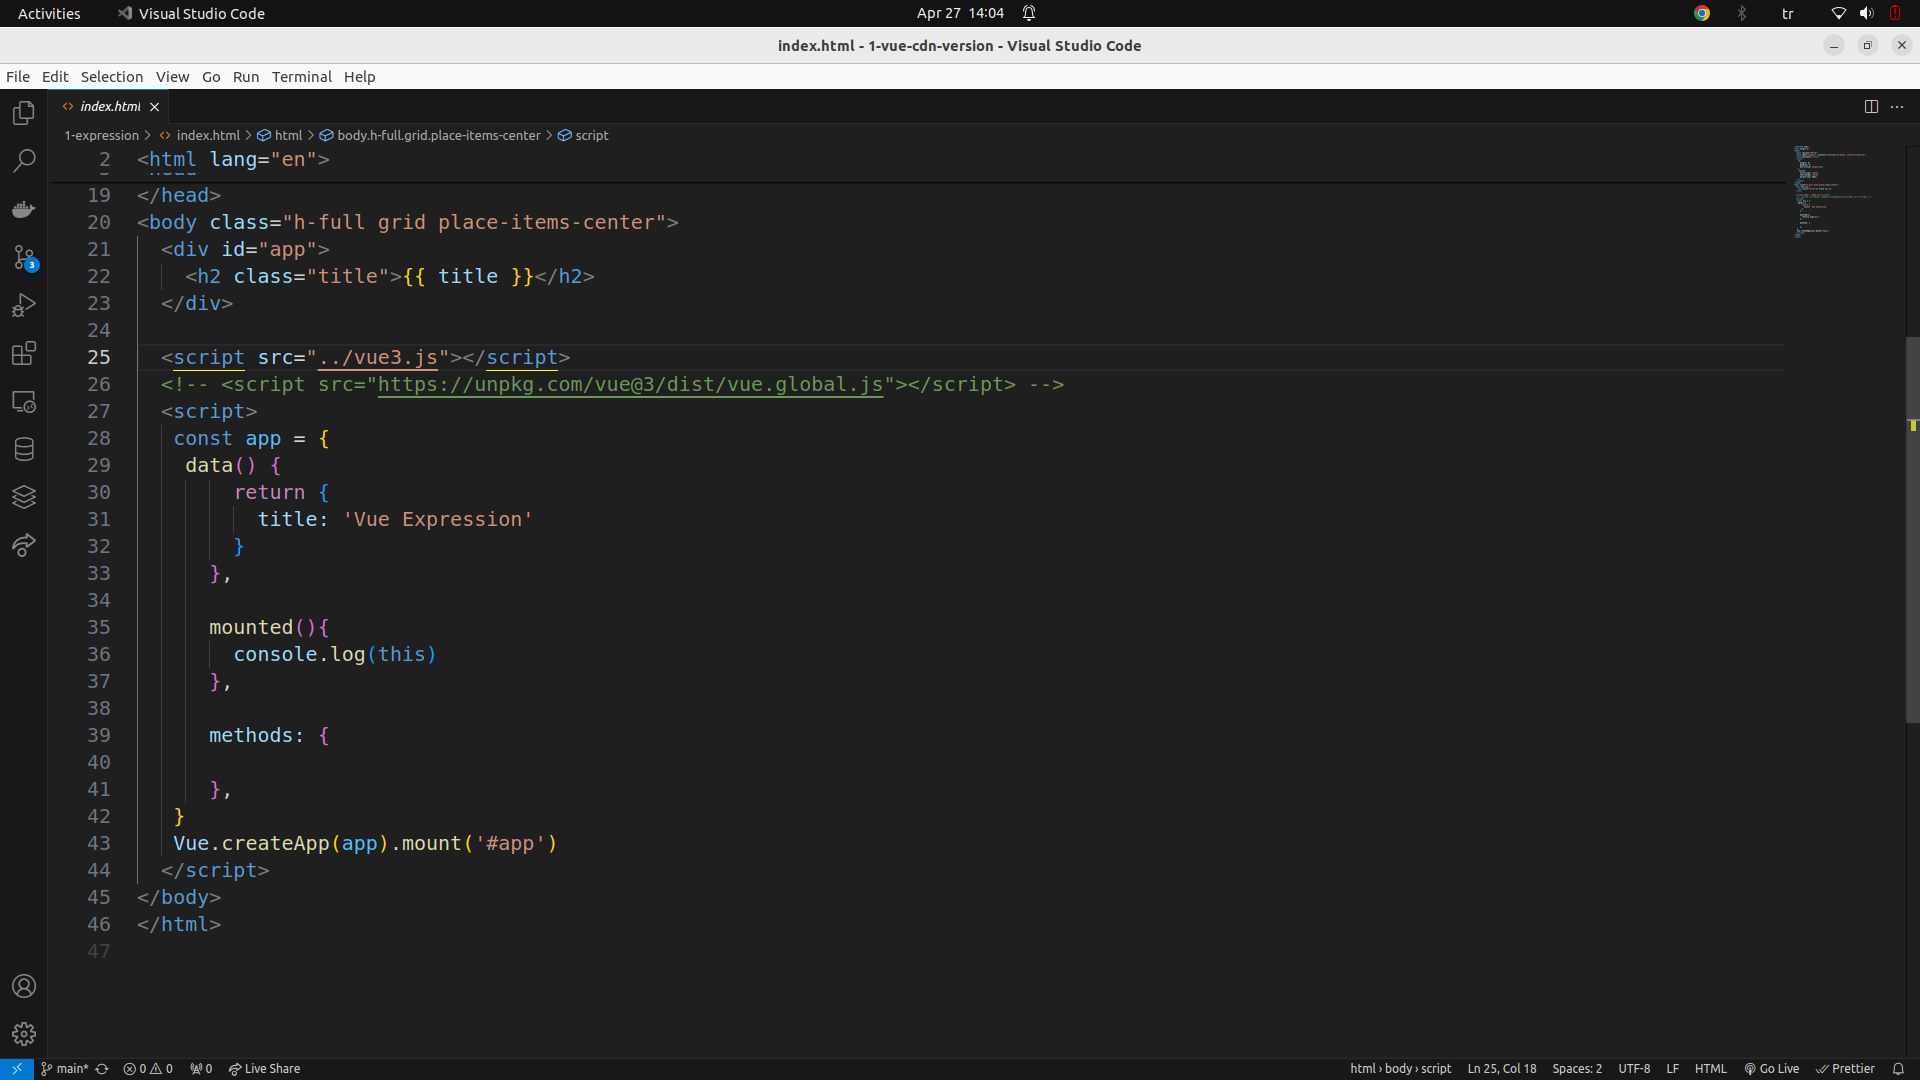 Activities Visual Studio Code Apr 27 14:04 tr
index.html - 1-vue-cdn-version - Visual Studio Code
File Edit Selection View Go Run Terminal Help
index.html
1-expression > index.html > html > body.h-full.grid.place-items-center > script
2 <html lang="en">
19 </head>
20 <body class="h-full grid place-items-center">
21 <div id="app">
22 <h2 class="title">{{ title }}</h2>
23 </div>
24
25 <script src="../vue3.js"></script>
26 <!-- <script src="https://unpkg.com/vue@3/dist/vue.global.js"></script> -->
27 <script>
28 const app = {
29 data() {
30 return {
31 title: 'Vue Expression'
32 }
33 },
34
35 mounted(){
36 console.log(this)
37 },
38
39 methods: {
40
41 },
42 }
43 Vue.createApp(app).mount('#app')
44 </script>
45 </body>
46 </html>
47
3
main* 0 0 0 Live Share html › body › script Ln 25, Col 18 Spaces: 2 UTF-8 LF HTML Go Live Prettier